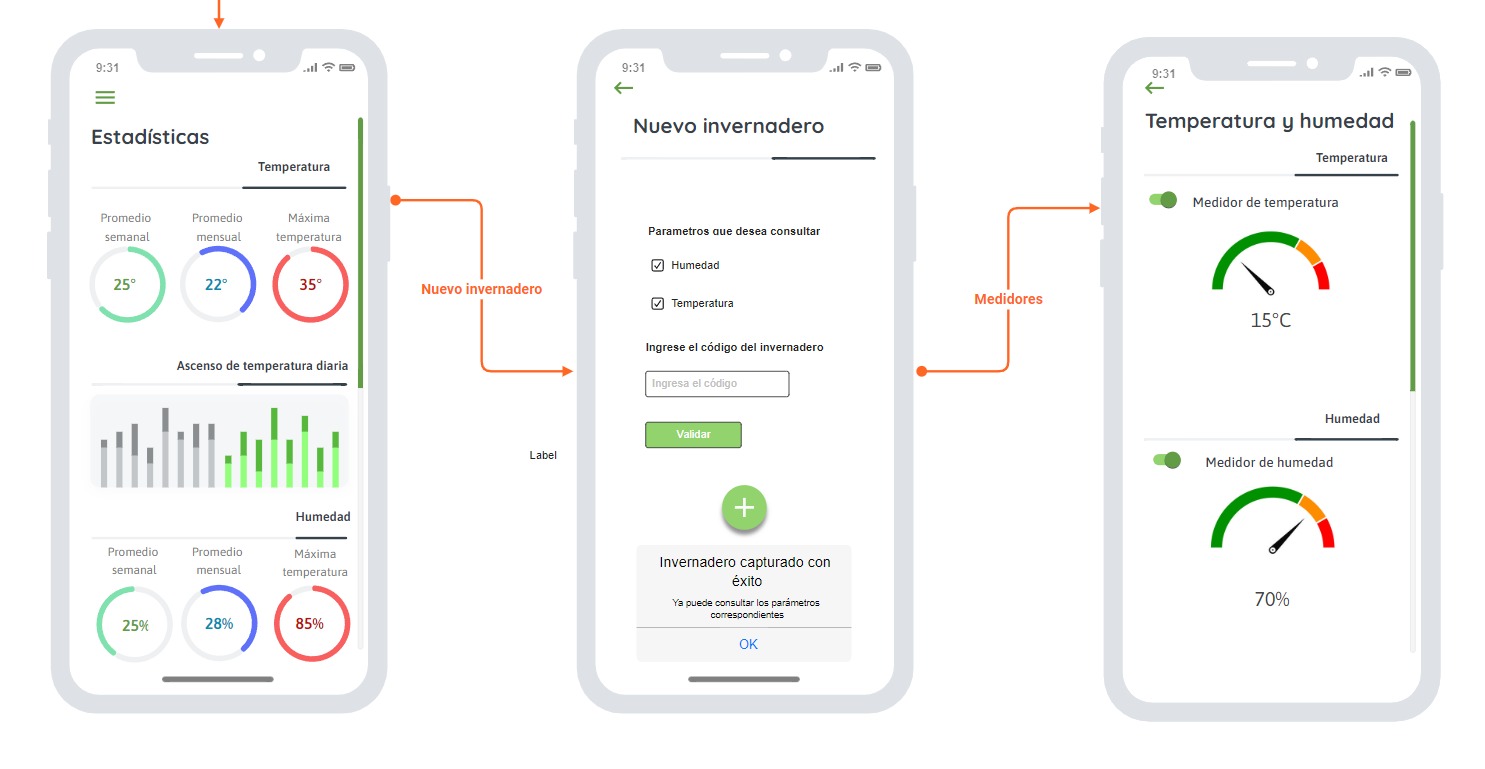 9:31
Estadísticas
Temperatura
Promedio
semanal
Promedio
mensual
Máxima
temperatura
25°
22°
35°
Ascenso de temperatura diaria
Humedad
Promedio
semanal
Promedio
mensual
Máxima
temperatura
25%
28%
85%
Nuevo invernadero
Label
9:31
Nuevo invernadero
Parametros que desea consultar
Humedad
Temperatura
Ingrese el código del invernadero
Ingresa el código
Validar
Invernadero capturado con
éxito
Ya puede consultar los parámetros
correspondientes
OK
Medidores
9:31
Temperatura y humedad
Temperatura
Medidor de temperatura
15°C
Humedad
Medidor de humedad
70%